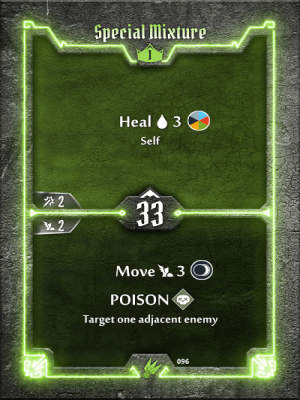 Special Mixture
1
Heal 3
Self
2
33
2
Move 3
POISON
Target one adjacent enemy
096